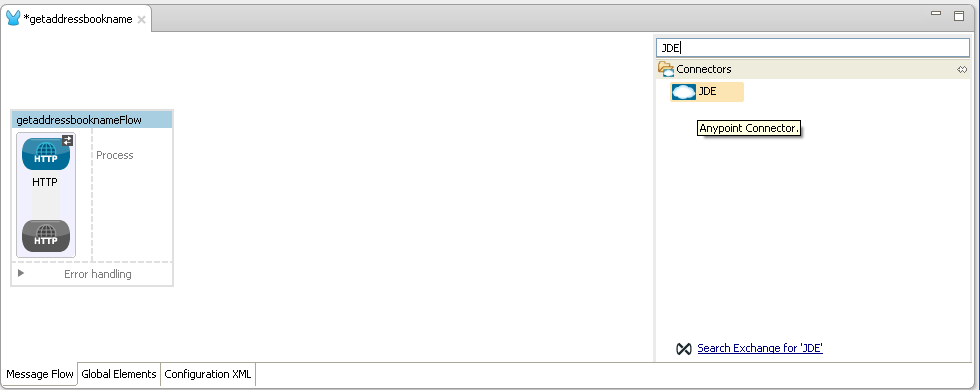 *getaddressbookname
JDE
Connectors
JDE
Anypoint Connector.
getaddressbooknameFlow
HTTP
Process
HTTP
HTTP
Error handling
Search Exchange for 'JDE'
Message Flow Global Elements Configuration XML